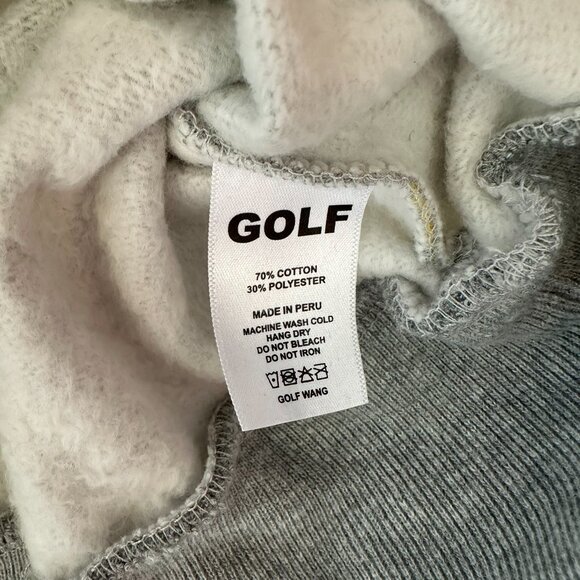 GOLF
70% COTTON
30% POLYESTER
MADE IN PERU
MACHINE WASH COLD
HANG DRY
DO NOT BLEACH
DO NOT IRON
GOLF WANG